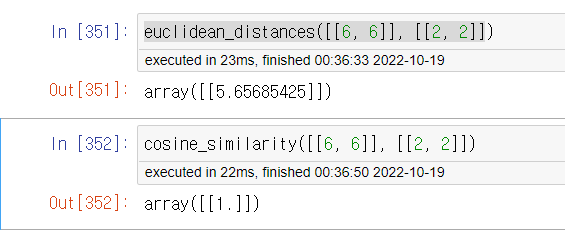 In [351]: euclidean_distances([[6, 6]], [[2, 2]])
executed in 23ms, finished 00:36:33 2022-10-19
Out[351]: array([[5.65685425]])
In [352]: cosine_similarity([[6, 6]], [[2, 2]])
executed in 22ms, finished 00:36:50 2022-10-19
Out[352]: array([[1.]])